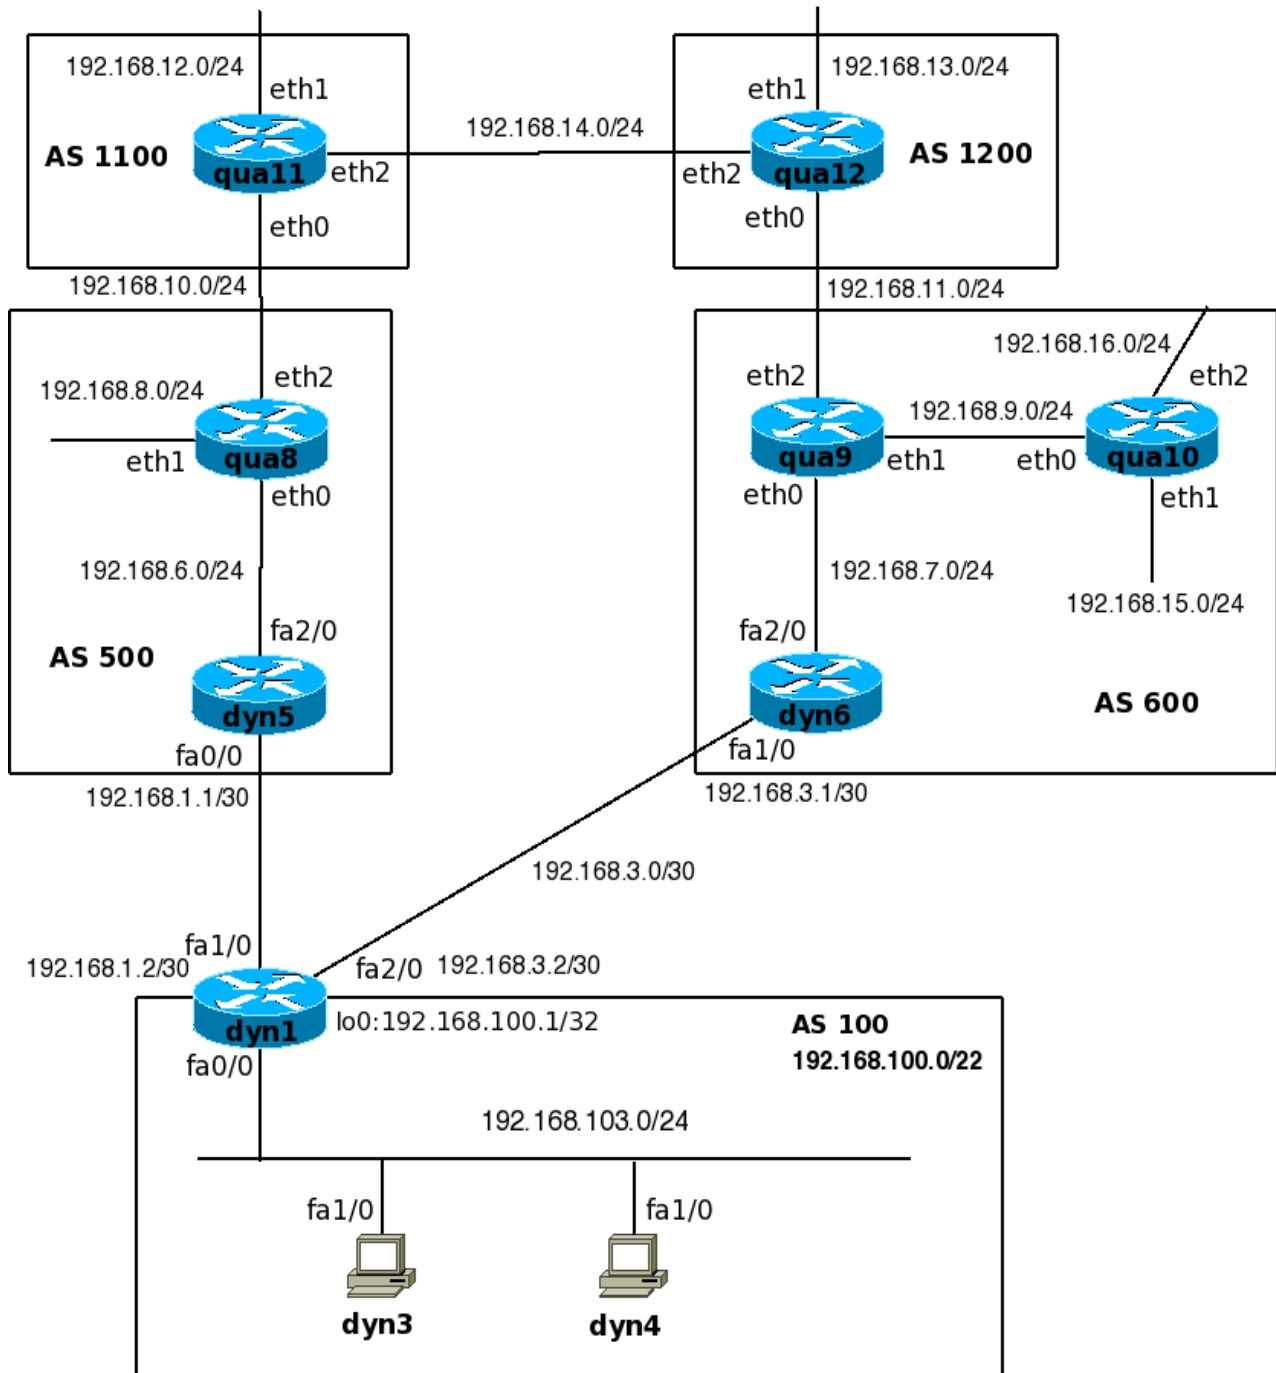 192.168.12.0/24
eth1
192.168.13.0/24
eth1
192.168.14.0/24
AS 1100
qua11
eth2
eth2
qua12
AS 1200
eth0
eth0
192.168.10.0/24
192.168.11.0/24
192.168.16.0/24
192.168.8.0/24
eth2
eth2
eth2
192.168.9.0/24
eth1
qua8
qua9
eth1
eth0
qua10
eth0
eth0
eth1
192.168.6.0/24
192.168.7.0/24
192.168.15.0/24
fa2/0
fa2/0
AS 500
dyn5
dyn6
AS 600
fa0/0
fa1/0
192.168.1.1/30
192.168.3.1/30
192.168.3.0/30
fa1/0
192.168.1.2/30
fa2/0
192.168.3.2/30
dyn1
lo0:192.168.100.1/32
AS 100
192.168.100.0/22
fa0/0
192.168.103.0/24
fa1/0
fa1/0
dyn3
dyn4